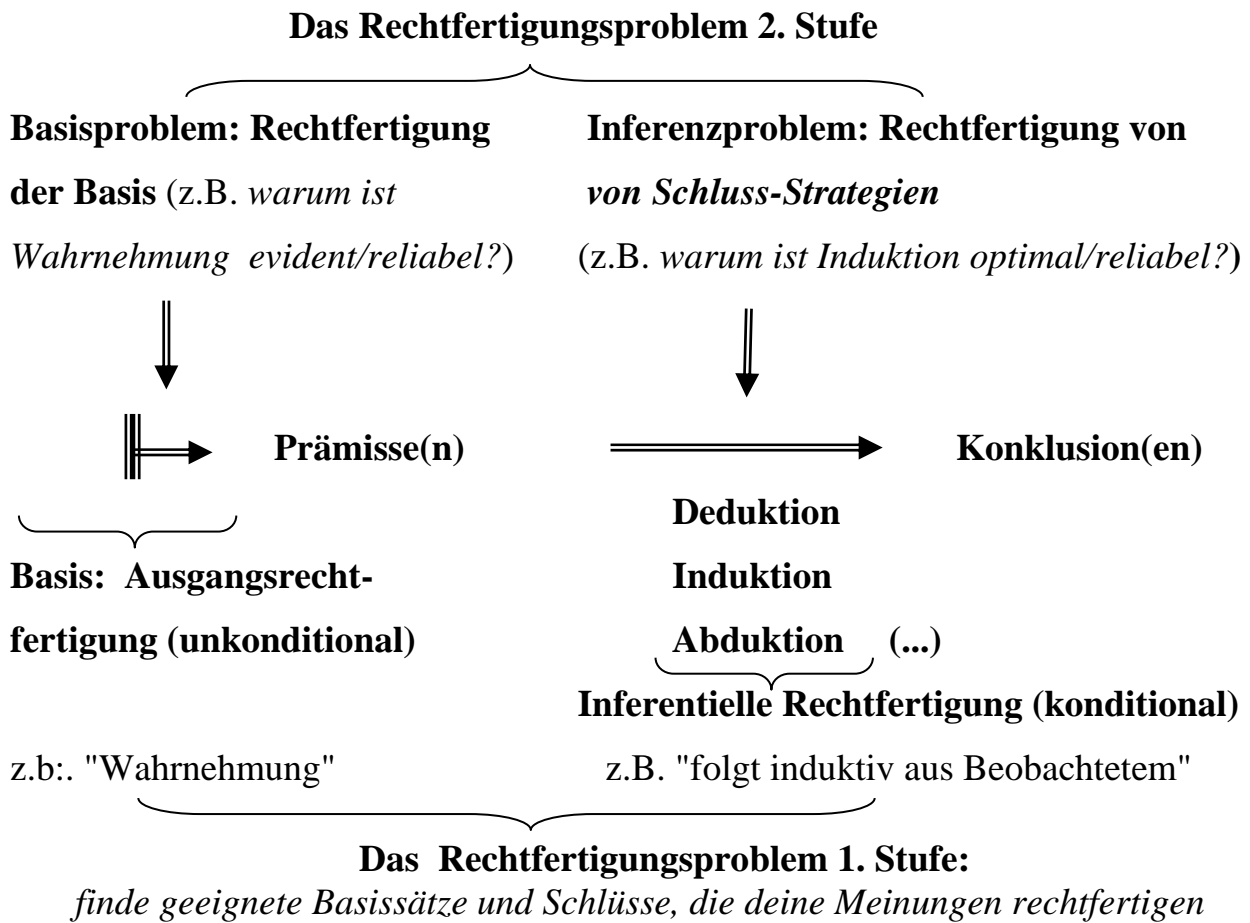 Das Rechtfertigungsproblem 2. Stufe
Basisproblem: Rechtfertigung
der Basis (z.B. warum ist
Wahrnehmung evident/reliabel?)
Inferenzproblem: Rechtfertigung von
von Schluss-Strategien
(z.B. warum ist Induktion optimal/reliabel?)
Prämisse(n)
Konklusion(en)
Basis: Ausgangsrecht-
fertigung (unkonditional)
Deduktion
Induktion
Abduktion (...)
Inferentielle Rechtfertigung (konditional)
z.b:. "Wahrnehmung"
z.B. "folgt induktiv aus Beobachtetem"
Das Rechtfertigungsproblem 1. Stufe:
finde geeignete Basissätze und Schlüsse, die deine Meinungen rechtfertigen